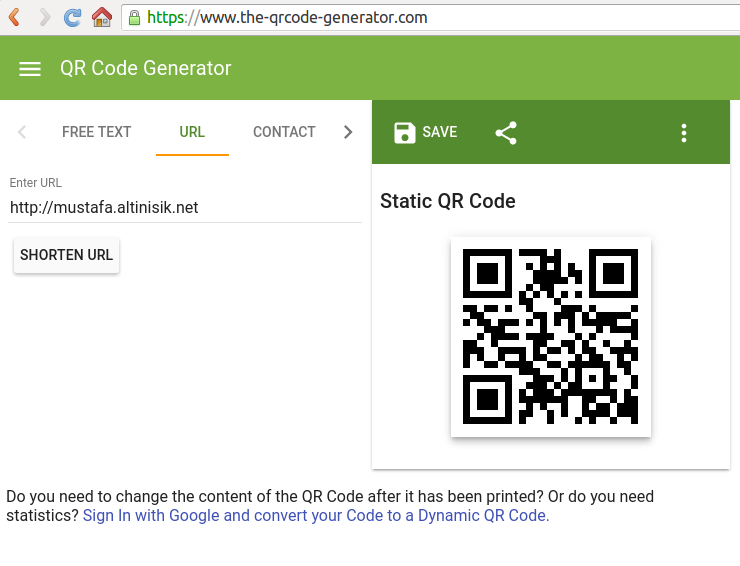 https://www.the-qrcode-generator.com
QR Code Generator
FREE TEXT
URL
CONTACT
SAVE
Enter URL
http://mustafa.altinisik.net
SHORTEN URL
Static QR Code
Do you need to change the content of the QR Code after it has been printed? Or do you need
statistics? Sign In with Google and convert your Code to a Dynamic QR Code.